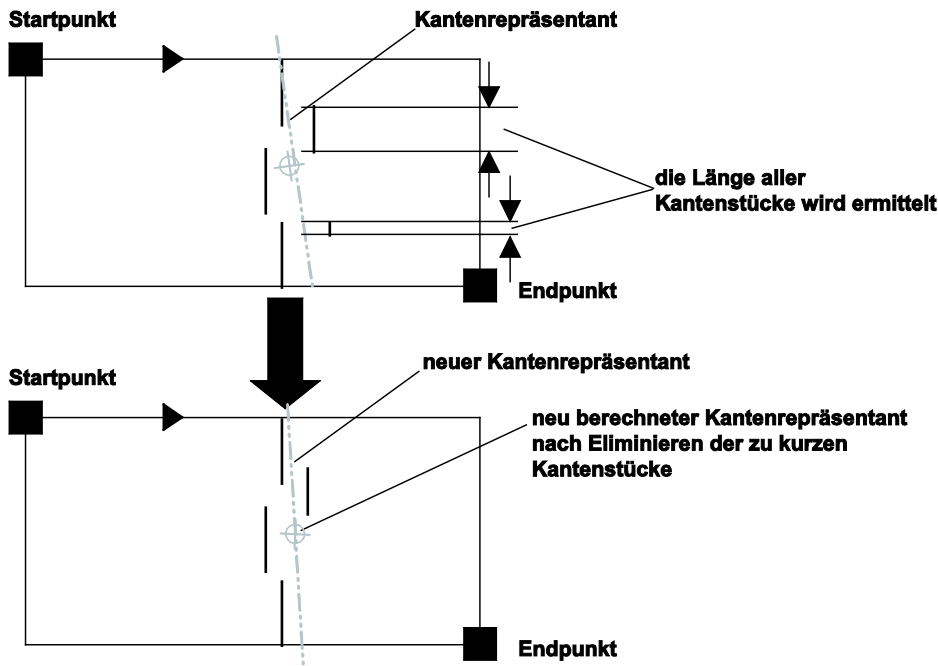 Startpunkt
Kantenrepräsentant
die Länge aller
Kantenstücke wird ermittelt
Endpunkt
neuer Kantenrepräsentant
Startpunkt
neu berechneter Kantenrepräsentant
nach Eliminieren der zu kurzen
Kantenstücke
Endpunkt